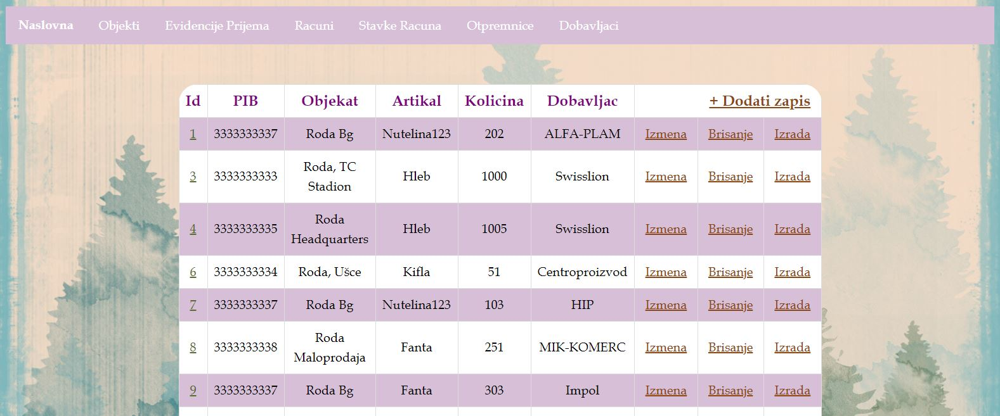 Naslovna Objekti Evidencije Prijema Racuni Stavke Racuna Otpremnice Dobavljaci
Id PIB Objekat Artikal Kolicina Dobavljac + Dodati zapis
1 3333333337 Roda Bg Nutelina123 202 ALFA-PLAM Izmena Brisanje Izrada
3 3333333333 Roda, TC Stadion Hleb 1000 Swisslion Izmena Brisanje Izrada
4 3333333335 Roda Headquarters Hleb 1005 Swisslion Izmena Brisanje Izrada
6 3333333334 Roda, Ušce Kifla 51 Centroproizvod Izmena Brisanje Izrada
7 3333333337 Roda Bg Nutelina123 103 HIP Izmena Brisanje Izrada
8 3333333338 Roda Maloprodaja Fanta 251 MIK-KOMERC Izmena Brisanje Izrada
9 3333333337 Roda Bg Fanta 303 Impol Izmena Brisanje Izrada